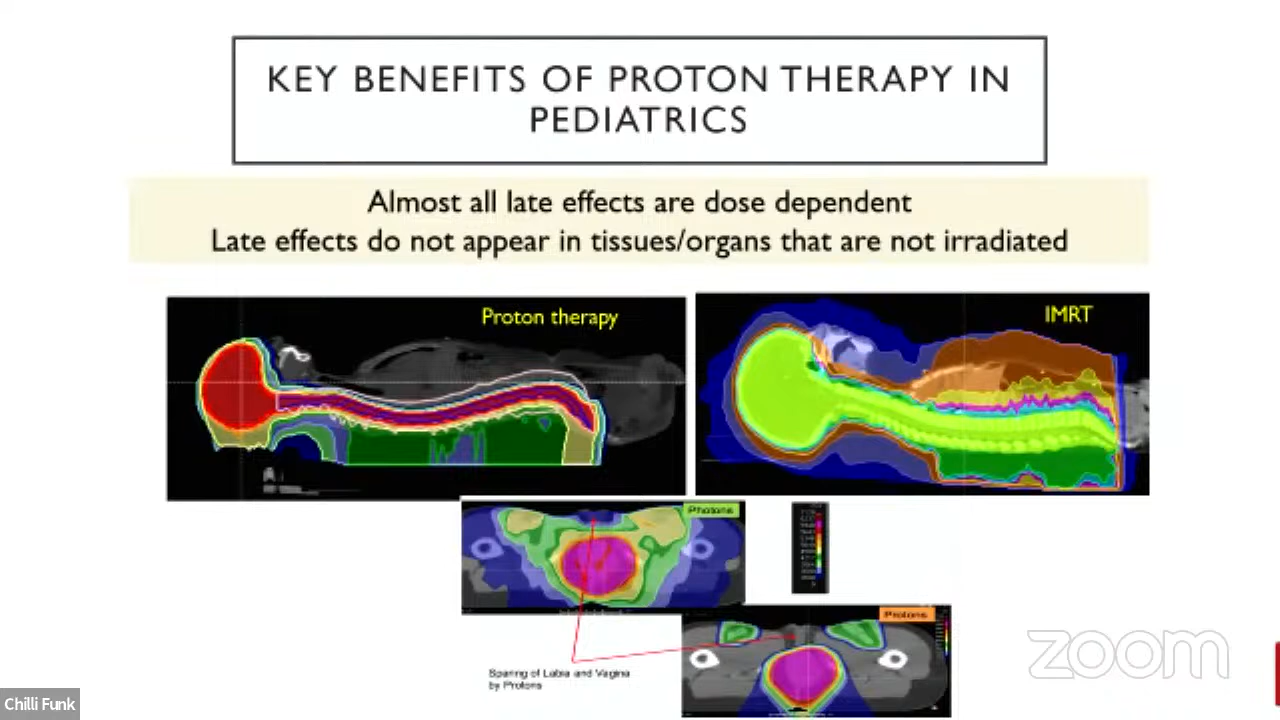 KEY BENEFITS OF PROTON THERAPY IN
PEDIATRICS
Almost all late effects are dose dependent
Late effects do not appear in tissues/organs that are not irradiated
Proton therapy
IMRT
Photons
Protons
Sparing of Labia and Vagina
by Protons
zoom
Chilli Funk